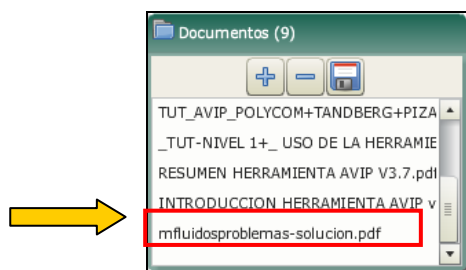 Documentos (9)
TUT_AVIP_POLYCOM+TANDBERG+PIZA
_TUT-NIVEL 1+_ USO DE LA HERRAMIE
RESUMEN HERRAMIENTA AVIP V3.7.pdf
INTRODUCCION HERRAMIENTA AVIP v
mfluidosproblemas-solucion.pdf